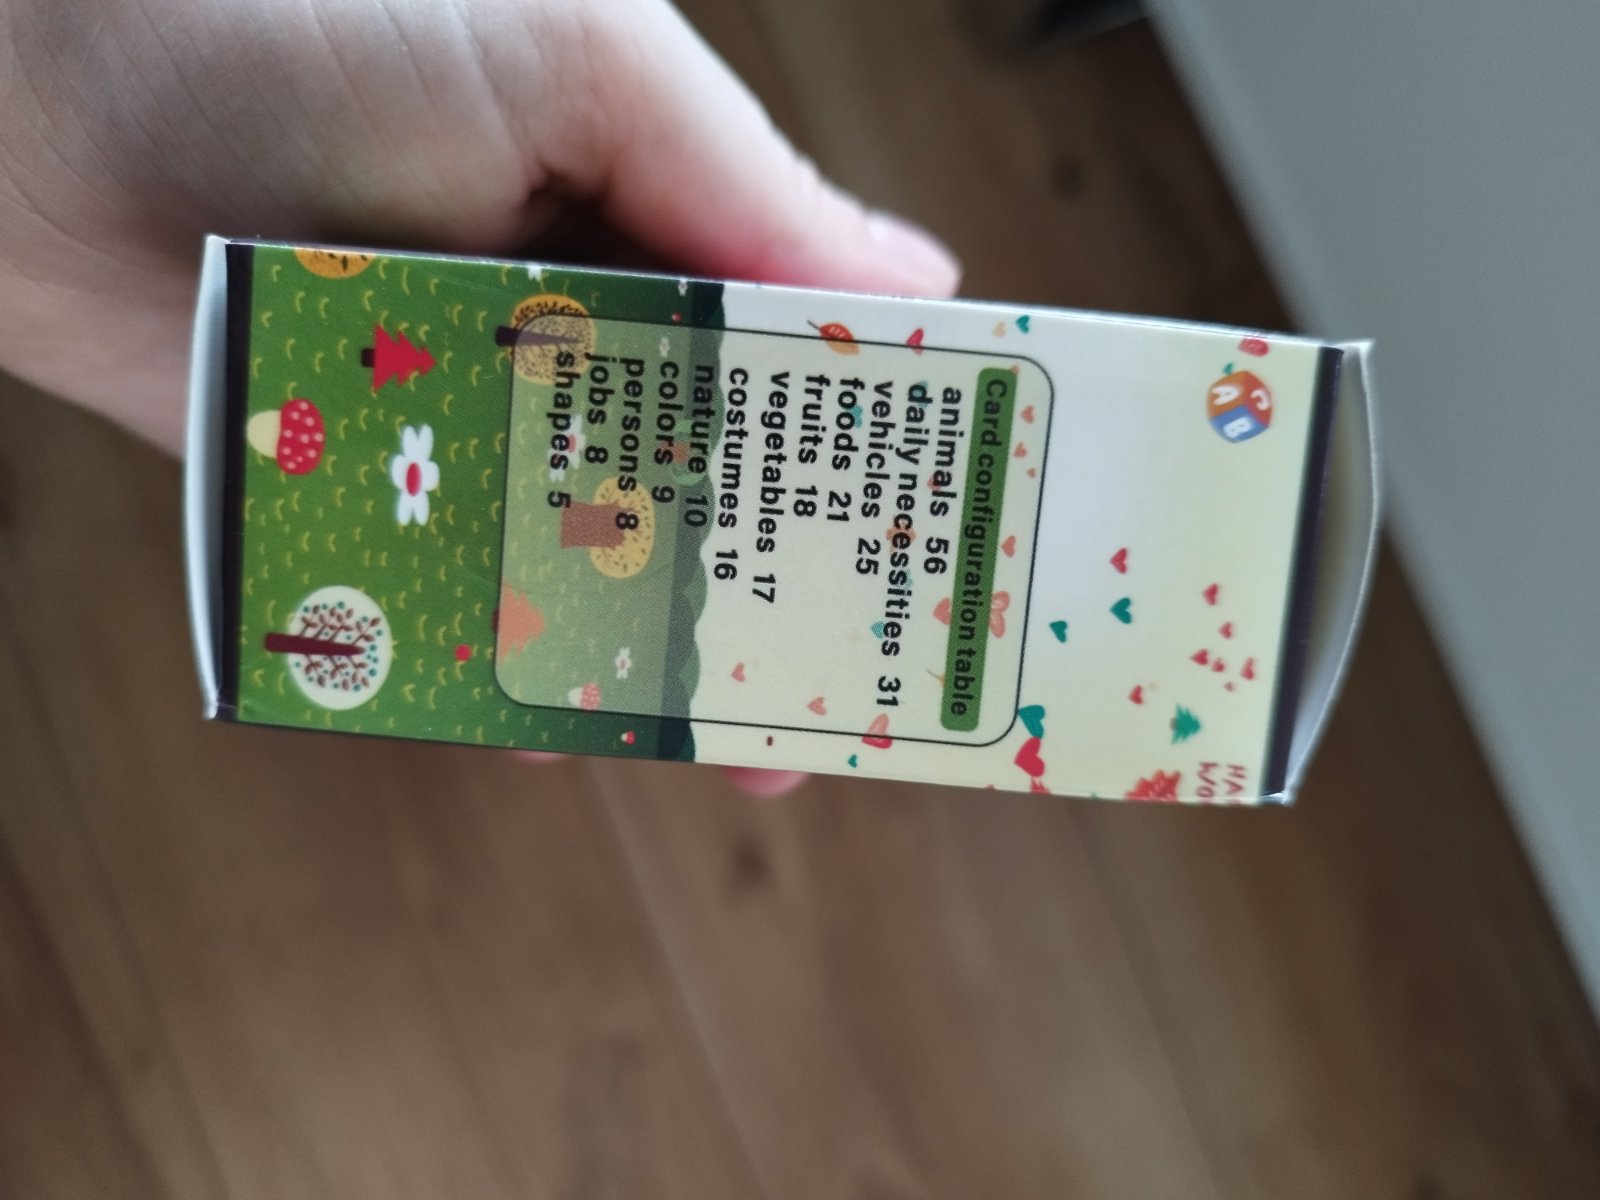 Card configuration table
animals 56
daily necessities 31
vehicles 25
foods 21
fruits 18
vegetables 17
costumes 16
nature 10
colors 9
persons 8
jobs 8
shapes 5
C
A B